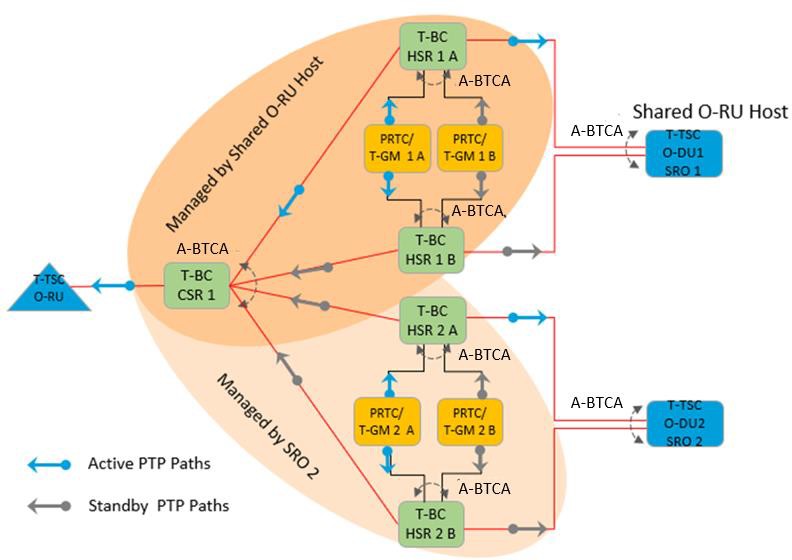 T-BC
HSR 1 A
A-BTCA
Managed by Shared O-RU Host
PRTC/
T-GM 1 A
PRTC/
T-GM 1 B
A-BTCA,
T-BC
HSR 1 B
Shared O-RU Host
A-BTCA
T-TSC
O-DU1
SRO 1
A-BTCA
T-BC
CSR 1
T-TSC
O-RU
T-BC
HSR 2 A
A-BTCA
Managed by SRO 2
PRTC/
T-GM 2 A
PRTC/
T-GM 2 B
A-BTCA
T-BC
HSR 2 B
A-BTCA
T-TSC
O-DU2
SRO 2
Active PTP Paths
Standby PTP Paths